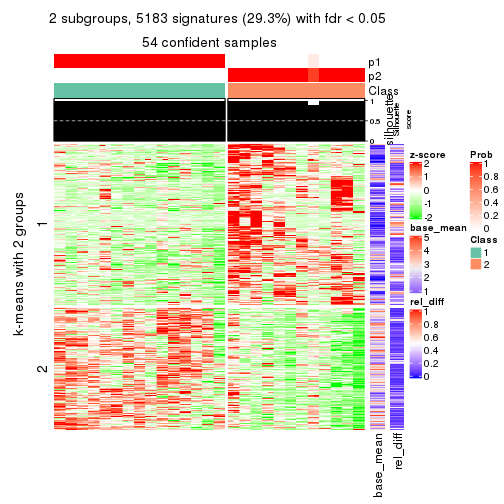 2 subgroups, 5183 signatures (29.3%) with fdr < 0.05
54 confident samples
p1
p2
Class
1
0.5
0
silhouette
Silhouette
score
k-means with 2 groups
1
2
base_mean
rel_diff
z-score
2
1
0
-1
-2
base_mean
5
4
3
2
1
rel_diff
1
0.8
0.6
0.4
0.2
0
Prob
1
0.8
0.6
0.4
0.2
0
Class
1
2